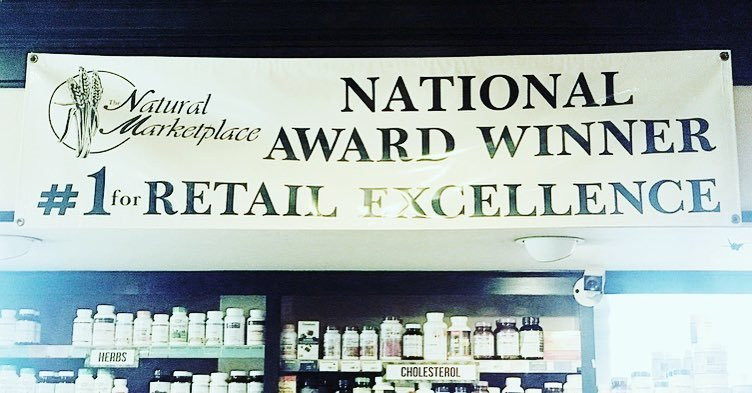 The Natural
Marketplace
NATIONAL
AWARD WINNER
#1 for RETAIL EXCELLENCE
HERBS
CHOLESTEROL